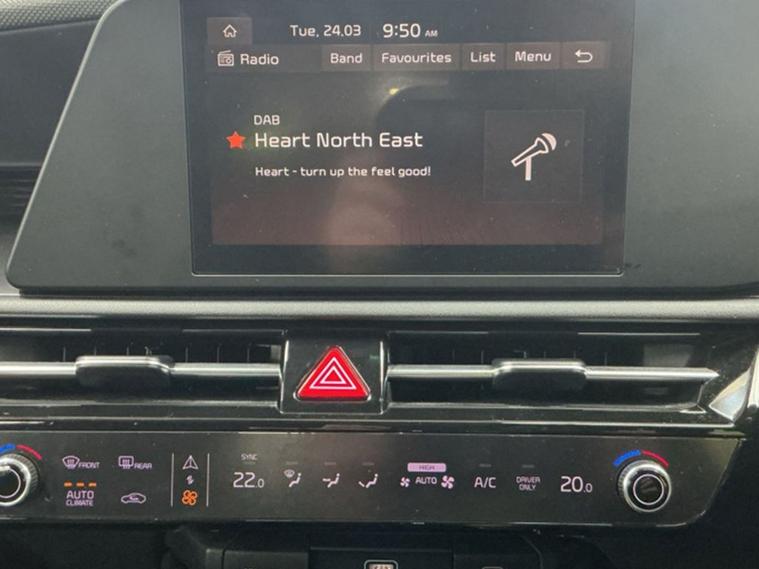 Tue, 24.03 9:50 AM
Radio Band Favourites List Menu
DAB
Heart North East
Heart - turn up the feel good!
FRONT REAR
AUTO CLIMATE
SYNC
22.0
HIGH
AUTO
A/C
DRIVER ONLY
20.0